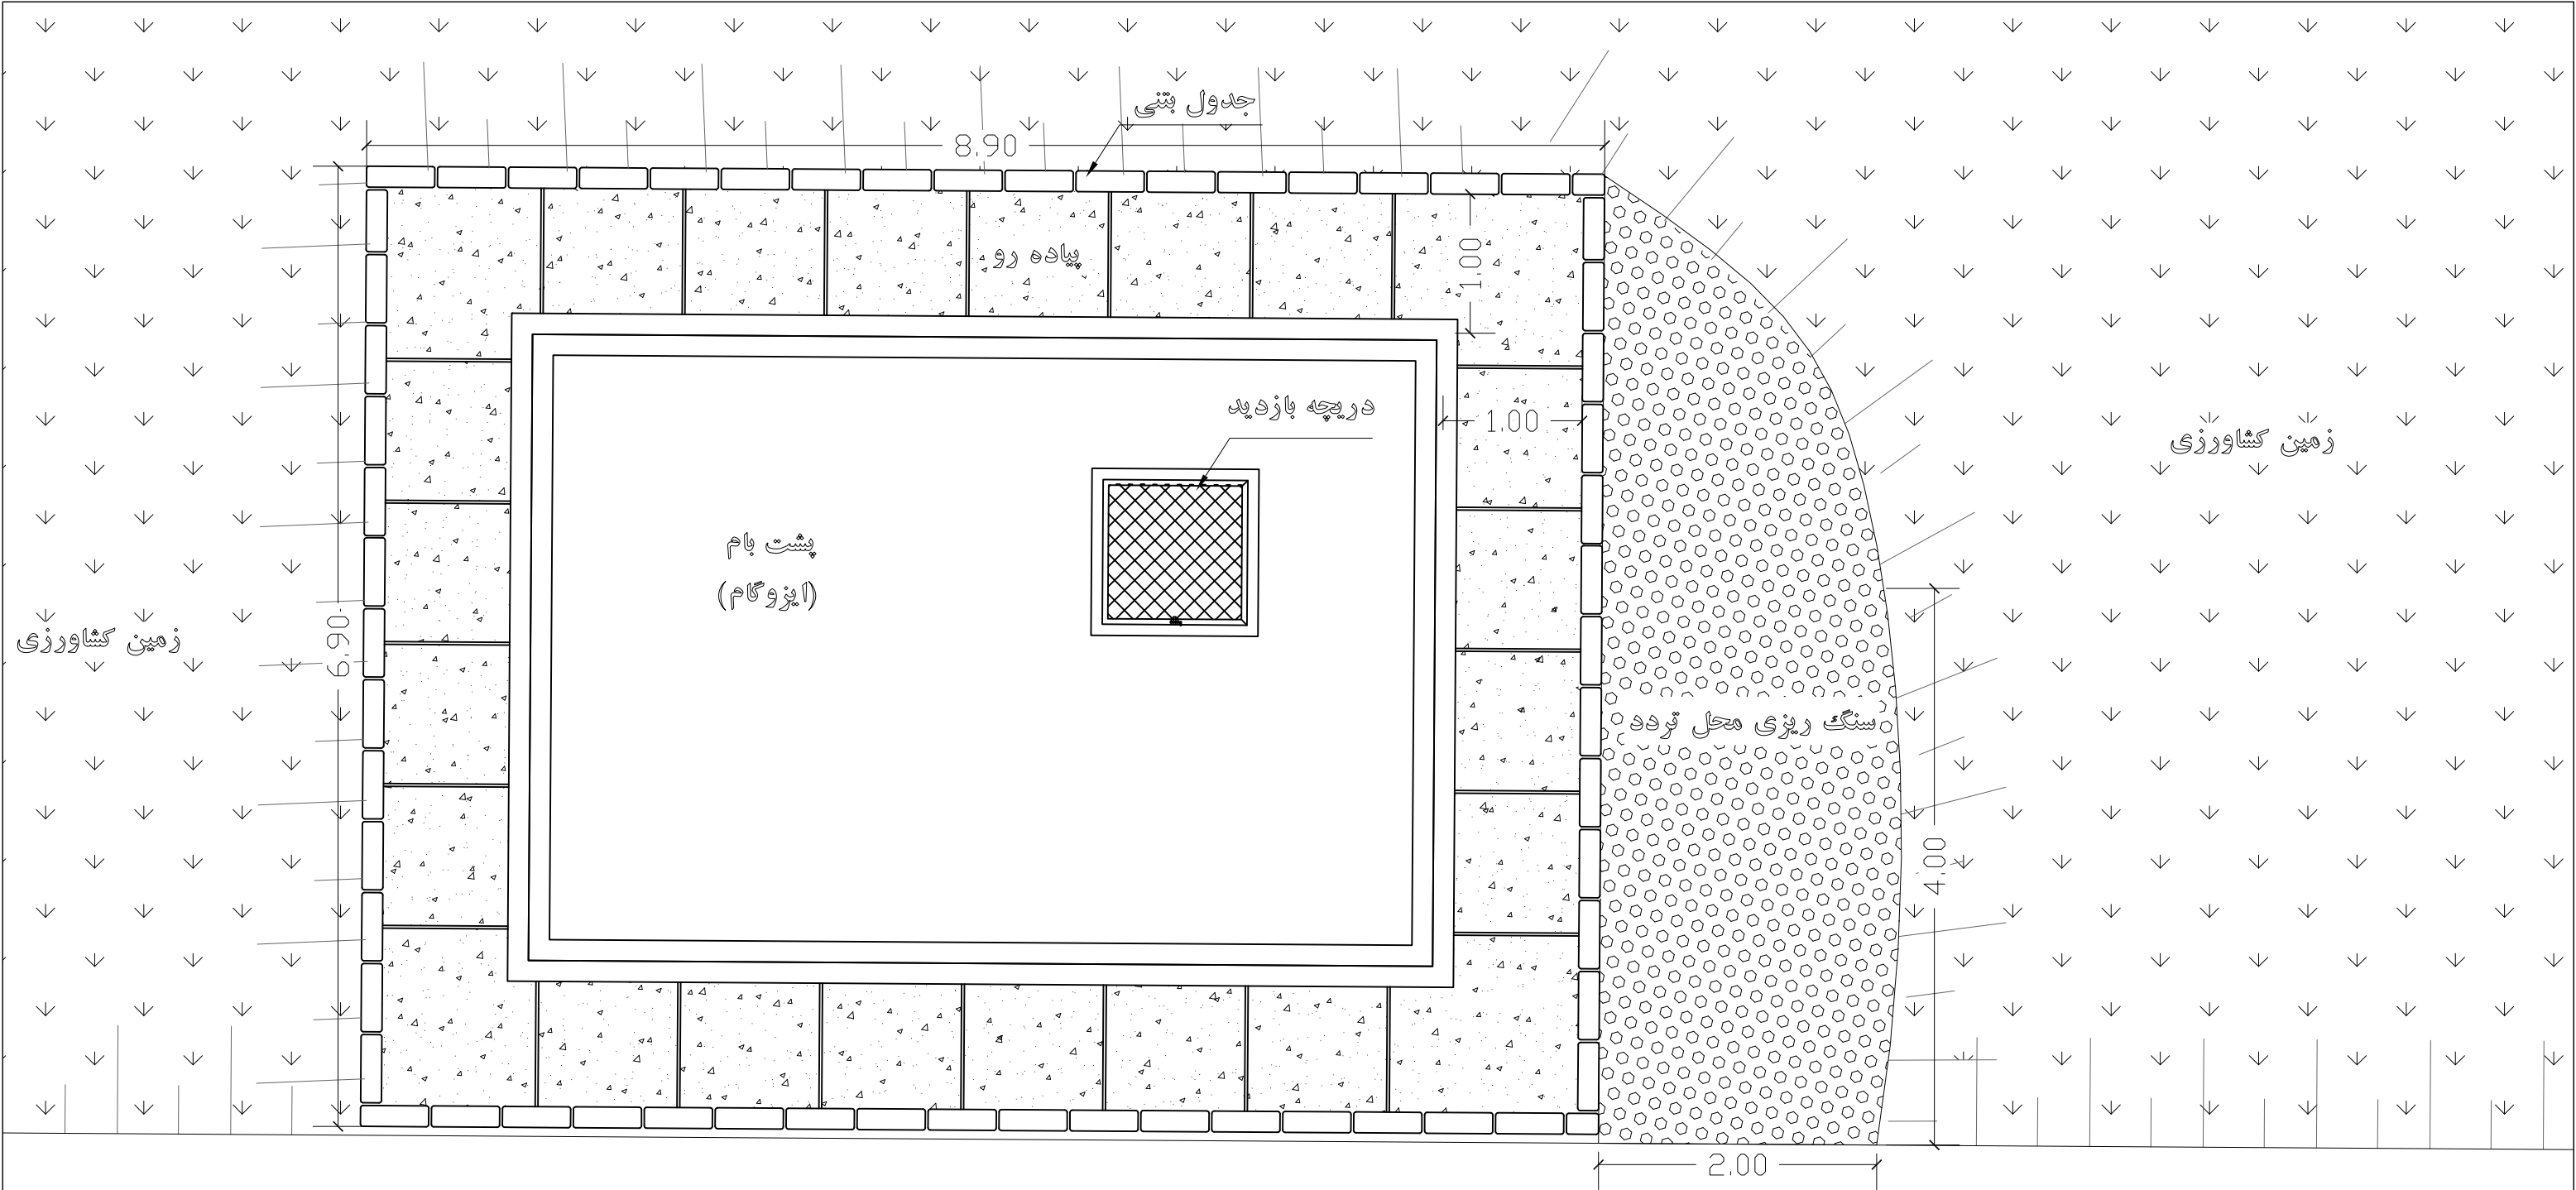 جدول بتنی
8.90
پیاده رو
1.00
دریچه بازدید
1.00
زمین کشاورزی
پشت بام
(ایزوگام)
6.90
زمین کشاورزی
سنگ ریزی محل تردد
4.00
2.00